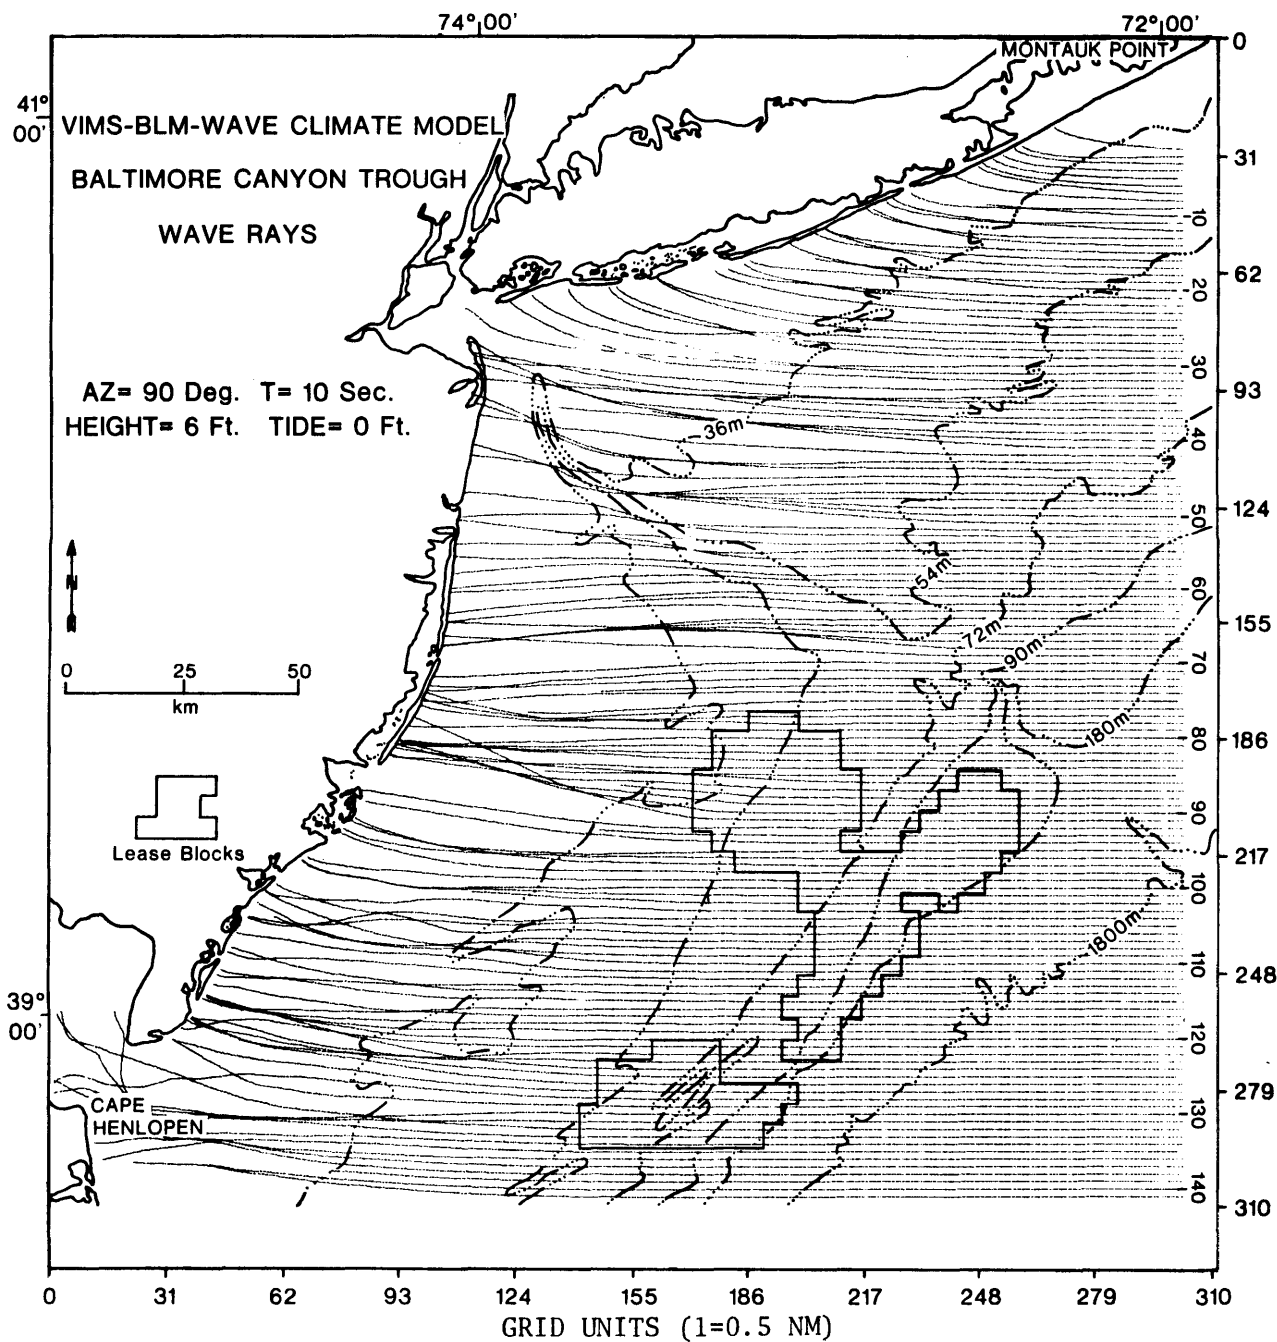 74°00'
72°00'
MONTAUK POINT
0
41°
00'
VIMS-BLM-WAVE CLIMATE MODEL
BALTIMORE CANYON TROUGH
WAVE RAYS
31
10
62
20
30
93
AZ= 90 Deg. T= 10 Sec.
HEIGHT= 6 Ft. TIDE= 0 Ft.
36m
40
124
50
N
54m
60
155
72m
90m
70
0 25 50
km
180m
80
186
90
Lease Blocks
217
100
1800m
110
248
39°
00'
120
279
130
CAPE
HENLOPEN
140
310
0 31 62 93 124 155 186 217 248 279 310
GRID UNITS (1=0.5 NM)